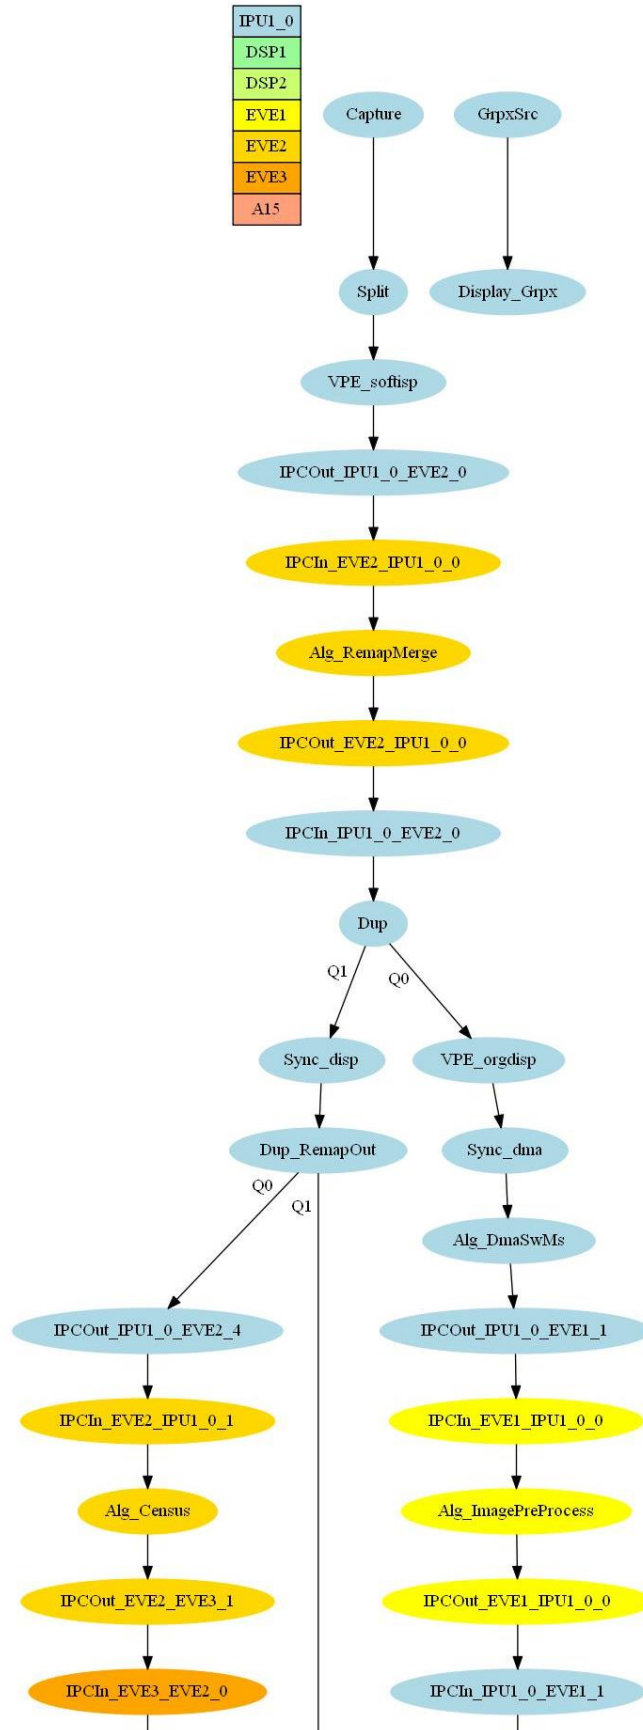 IPU1_0
DSP1
DSP2
EVE1
EVE2
EVE3
A15
Capture
GrpxSrc
Split
Display_Grpx
VPE_softisp
IPCOut_IPU1_0_EVE2_0
IPCIn_EVE2_IPU1_0_0
Alg_RemapMerge
IPCOut_EVE2_IPU1_0_0
IPCIn_IPU1_0_EVE2_0
Dup
Q1
Q0
Sync_disp
VPE_orgdisp
Dup_RemapOut
Sync_dma
Q0
Q1
Alg_DmaSwMs
IPCOut_IPU1_0_EVE2_4
IPCOut_IPU1_0_EVE1_1
IPCIn_EVE2_IPU1_0_1
IPCIn_EVE1_IPU1_0_0
Alg_Census
Alg_ImagePreProcess
IPCOut_EVE2_EVE3_1
IPCOut_EVE1_IPU1_0_0
IPCIn_EVE3_EVE2_0
IPCIn_IPU1_0_EVE1_1